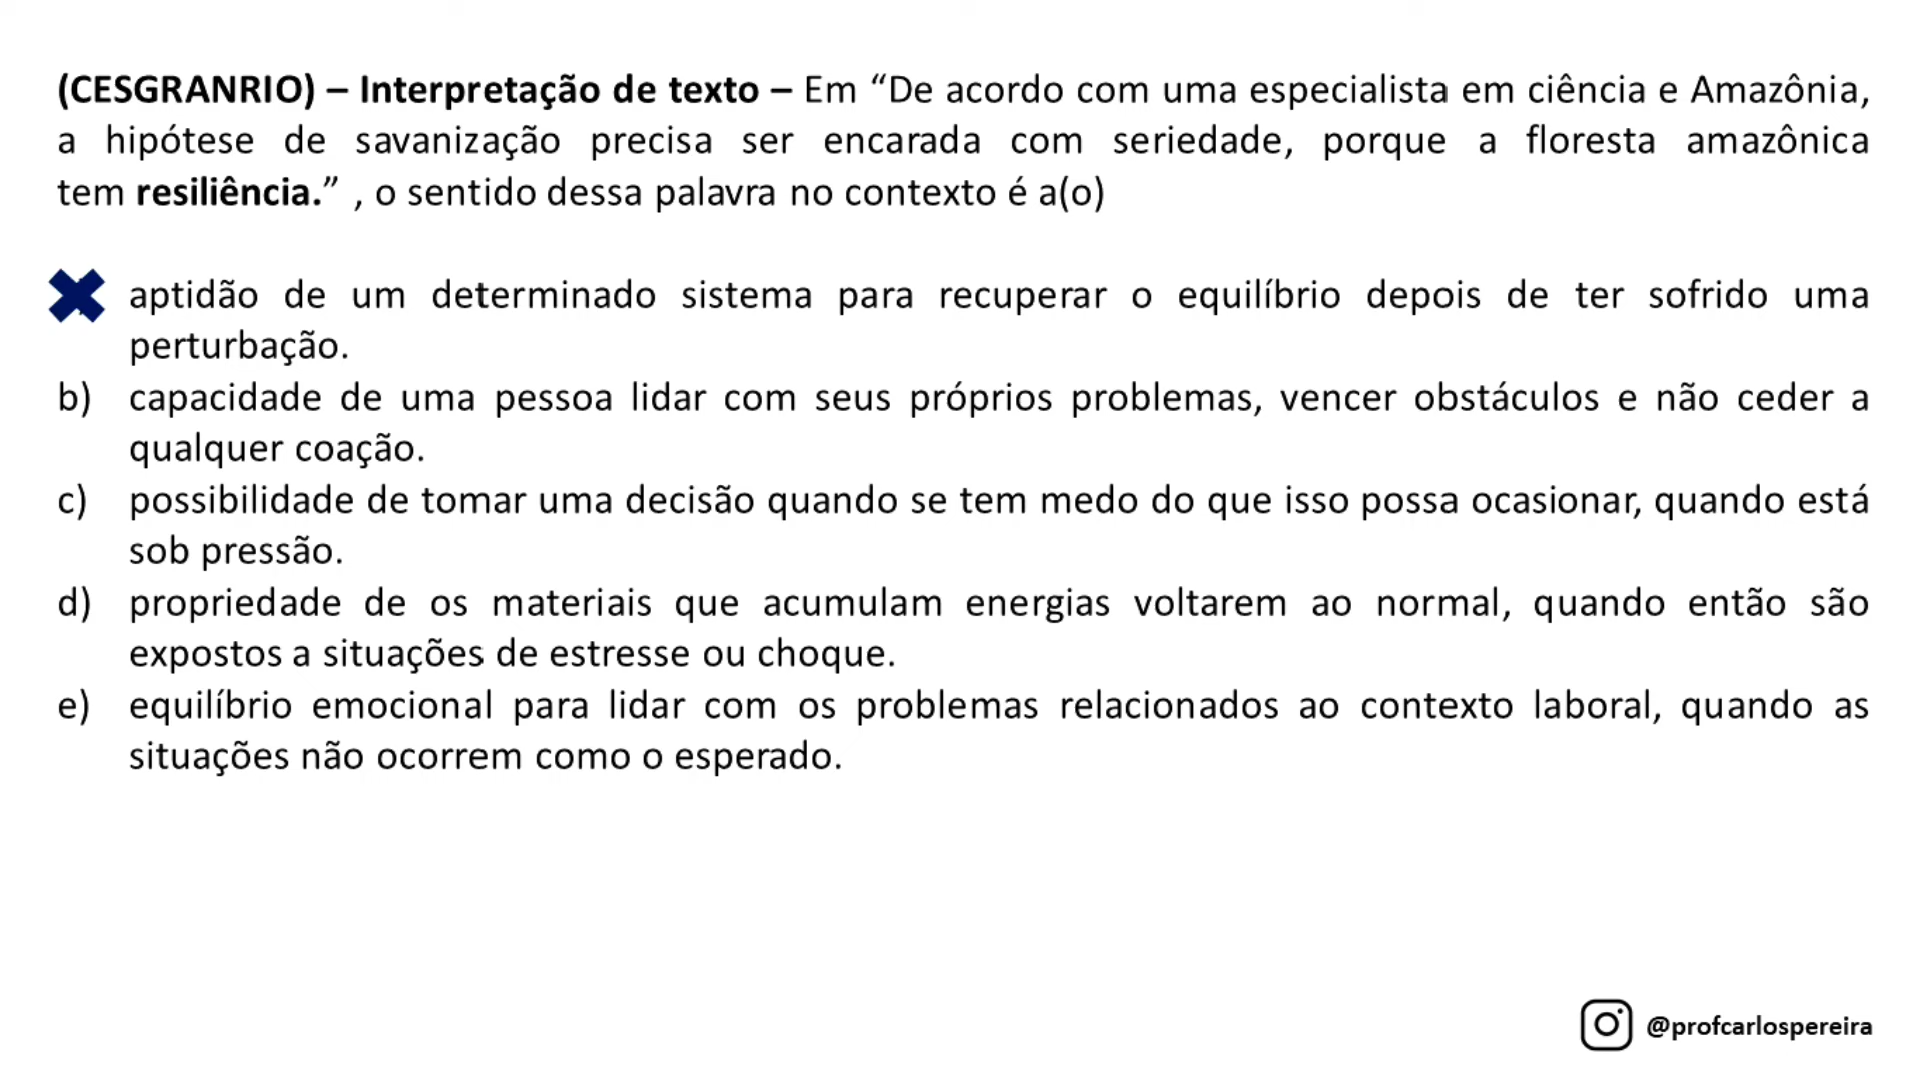 (CESGRANRIO) – Interpretação de texto – Em “De acordo com uma especialista em ciência e Amazônia,
a hipótese de savanização precisa ser encarada com seriedade, porque a floresta amazônica
tem resiliência.” , o sentido dessa palavra no contexto é a(o)
aptidão de um determinado sistema para recuperar o equilíbrio depois de ter sofrido uma
perturbação.
b) capacidade de uma pessoa lidar com seus próprios problemas, vencer obstáculos e não ceder a
qualquer coação.
c) possibilidade de tomar uma decisão quando se tem medo do que isso possa ocasionar, quando está
sob pressão.
d) propriedade de os materiais que acumulam energias voltarem ao normal, quando então são
expostos a situações de estresse ou choque.
e) equilíbrio emocional para lidar com os problemas relacionados ao contexto laboral, quando as
situações não ocorrem como o esperado.
@profcarlospereira